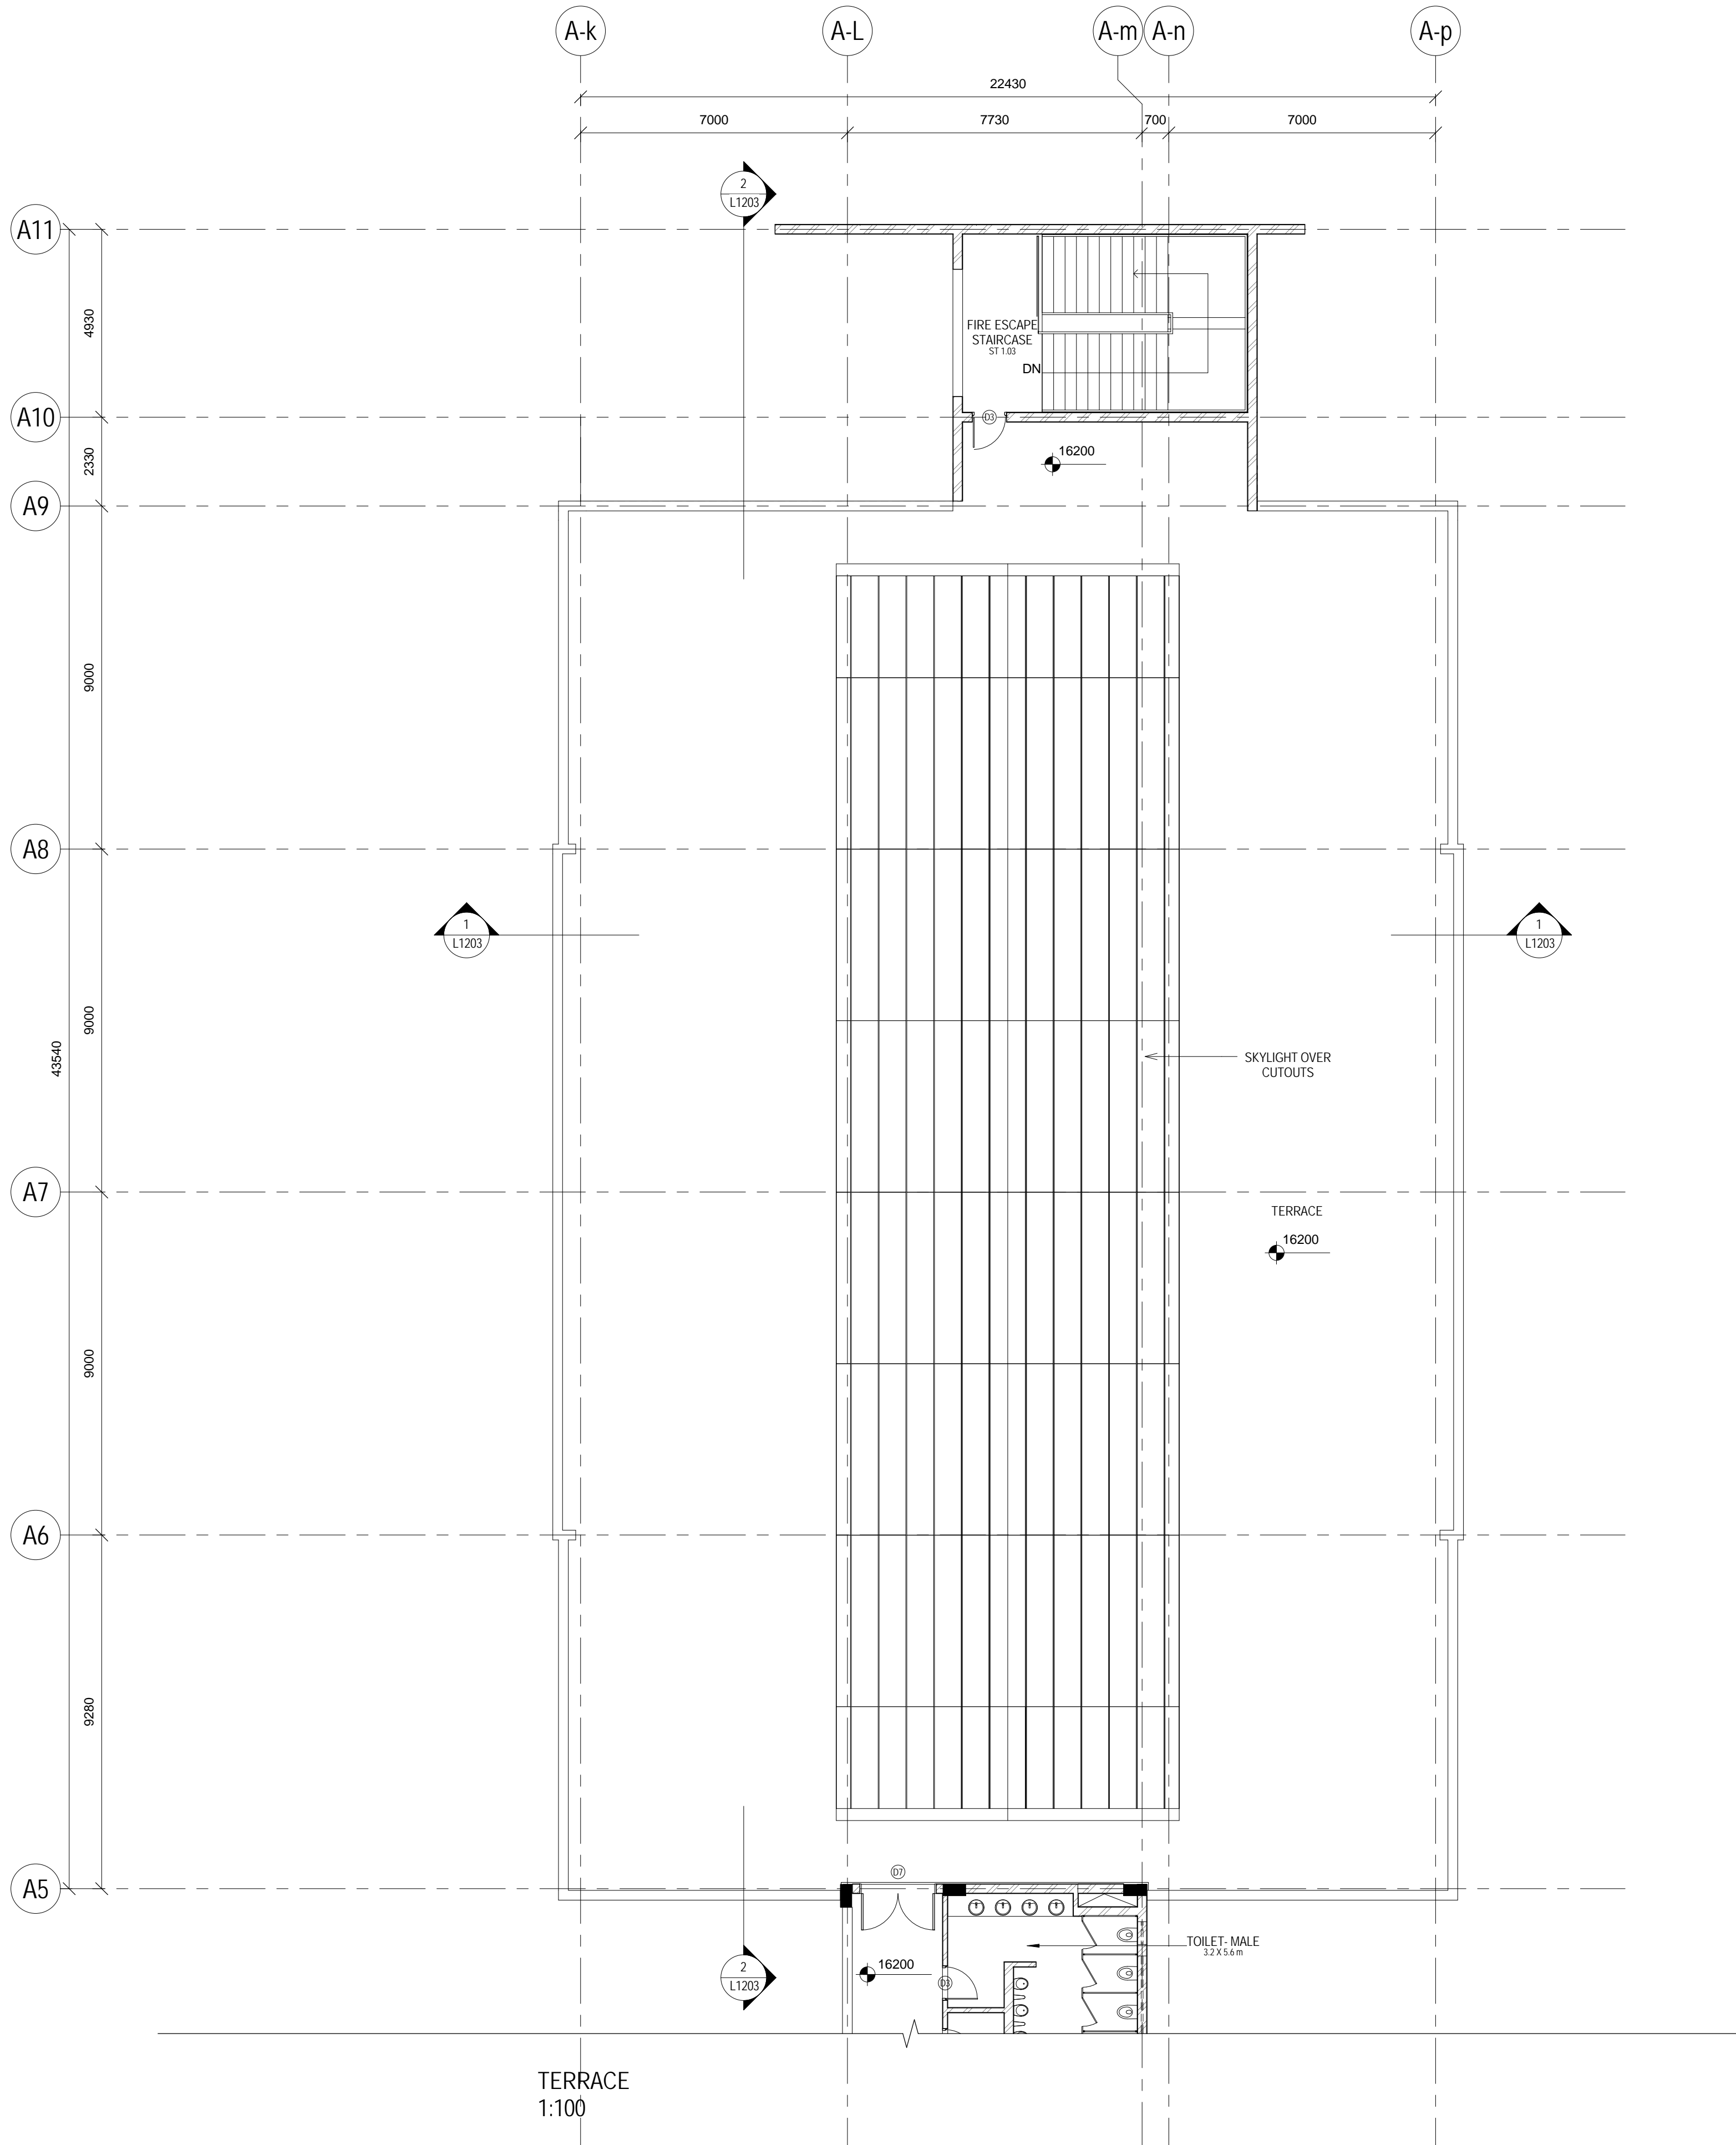 A-k
A-L
A-m
A-n
A-p
22430
7000
7730
700
7000
2
L1203
A11
4930
FIRE ESCAPE
STAIRCASE
ST 1.03
DN
A10
D3
2330
16200
A9
9000
A8
1
L1203
1
L1203
9000
43540
SKYLIGHT OVER
CUTOUTS
A7
TERRACE
16200
9000
A6
9280
D7
A5
TOILET- MALE
3.2 X 5.6 m
2
L1203
16200
D3
TERRACE
1:100